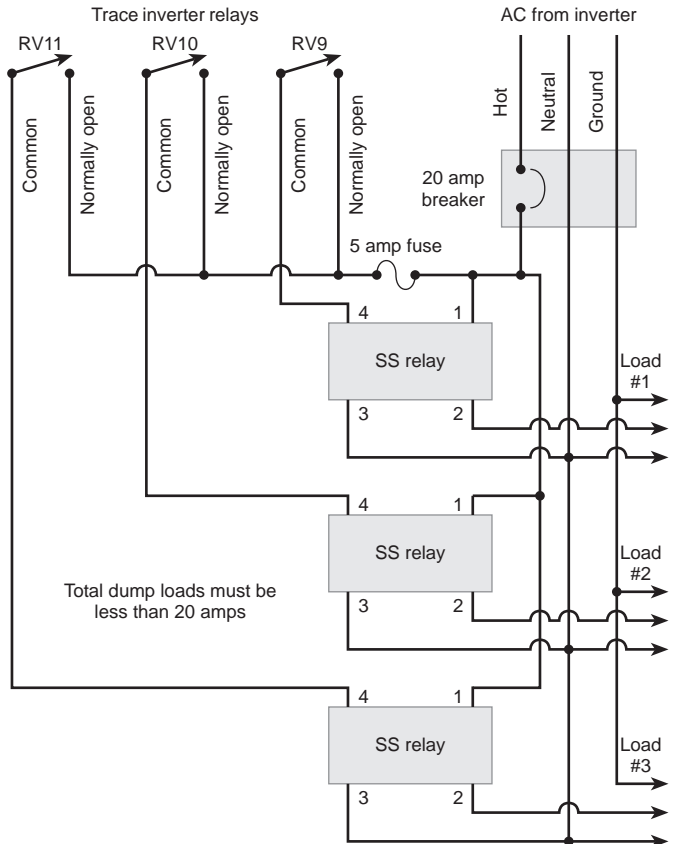 Trace inverter relays
AC from inverter
RV11
RV10
RV9
Common
Normally open
Common
Normally open
Common
Normally open
Hot
Neutral
Ground
20 amp
breaker
5 amp fuse
4
1
SS relay
3
2
Load
#1
4
1
SS relay
3
2
Load
#2
Total dump loads must be
less than 20 amps
4
1
SS relay
3
2
Load
#3